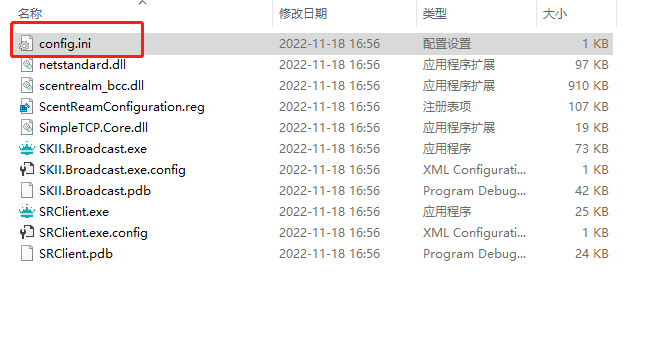 名称 修改日期 类型 大小
config.ini 2022-11-18 16:56 配置设置 1 KB
netstandard.dll 2022-11-18 16:56 应用程序扩展 97 KB
scentrealm_bcc.dll 2022-11-18 16:56 应用程序扩展 910 KB
ScentReamConfiguration.reg 2022-11-18 16:56 注册表项 107 KB
SimpleTCP.Core.dll 2022-11-18 16:56 应用程序扩展 19 KB
SKII.Broadcast.exe 2022-11-18 16:56 应用程序 73 KB
SKII.Broadcast.exe.config 2022-11-18 16:56 XML Configurati... 1 KB
SKII.Broadcast.pdb 2022-11-18 16:56 Program Debug... 42 KB
SRClient.exe 2022-11-18 16:56 应用程序 25 KB
SRClient.exe.config 2022-11-18 16:56 XML Configurati... 1 KB
SRClient.pdb 2022-11-18 16:56 Program Debug... 24 KB